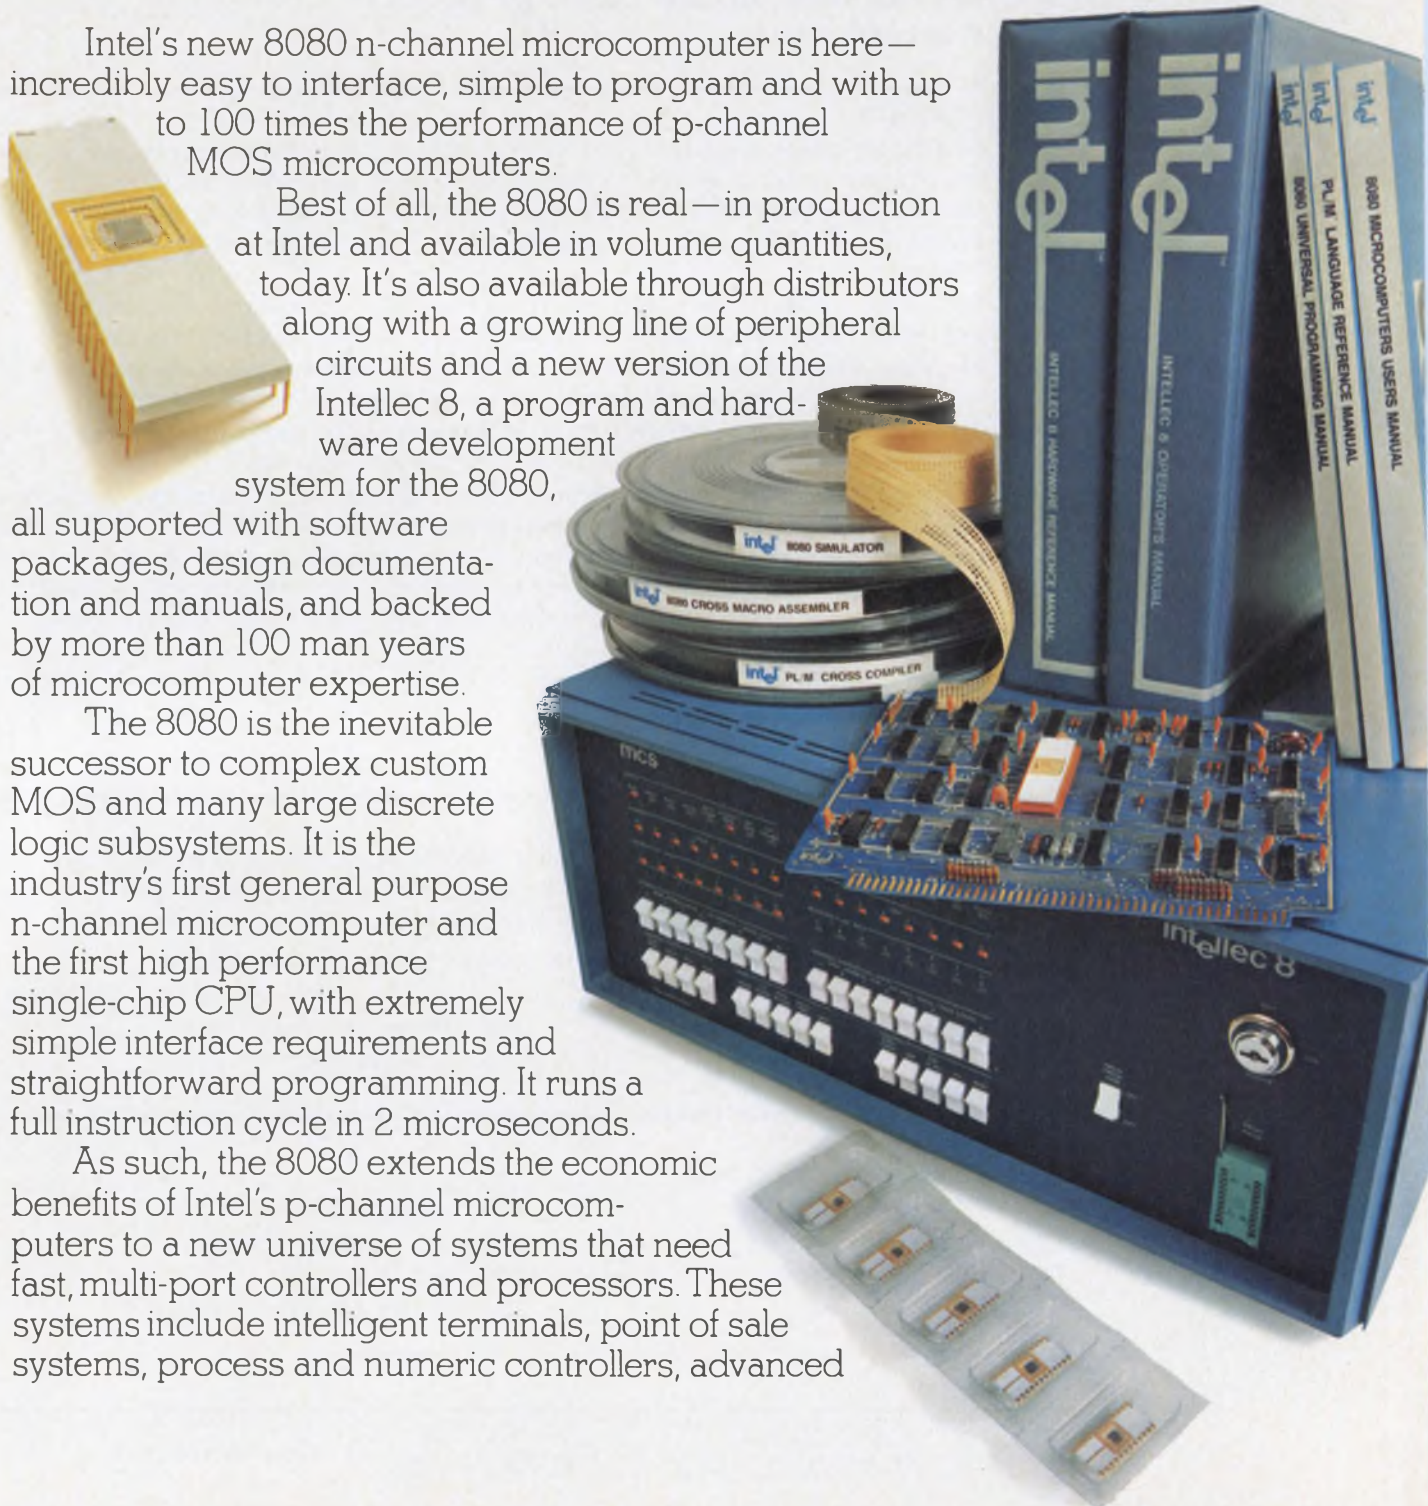 Intel's new 8080 n-channel microcomputer is here—
incredibly easy to interface, simple to program and with up
to 100 times the performance of p-channel
MOS microcomputers.
Best of all, the 8080 is real—in production
at Intel and available in volume quantities,
today. It's also available through distributors
along with a growing line of peripheral
circuits and a new version of the
Intellec 8, a program and hard-
ware development
system for the 8080,
all supported with software
packages, design documenta-
tion and manuals, and backed
by more than 100 man years
of microcomputer expertise.
The 8080 is the inevitable
successor to complex custom
MOS and many large discrete
logic subsystems. It is the
industry's first general purpose
n-channel microcomputer and
the first high performance
single-chip CPU, with extremely
simple interface requirements and
straightforward programming. It runs a
full instruction cycle in 2 microseconds.
As such, the 8080 extends the economic
benefits of Intel's p-channel microcom-
puters to a new universe of systems that need
fast, multi-port controllers and processors. These
systems include intelligent terminals, point of sale
systems, process and numeric controllers, advanced
intel
INTELLEC 8 HARDWARE REFERENCE MANUAL
intel
INTELLEC 8 OPERATOR'S MANUAL
intel 8080 UNIVERSAL PROGRAMMING MANUAL
intel PL/M LANGUAGE REFERENCE MANUAL
intel 8080 MICROCOMPUTERS USERS MANUAL
intel 8080 SIMULATOR
intel 8080 CROSS MACRO ASSEMBLER
intel PL/M CROSS COMPILER
mcs
intellec 8